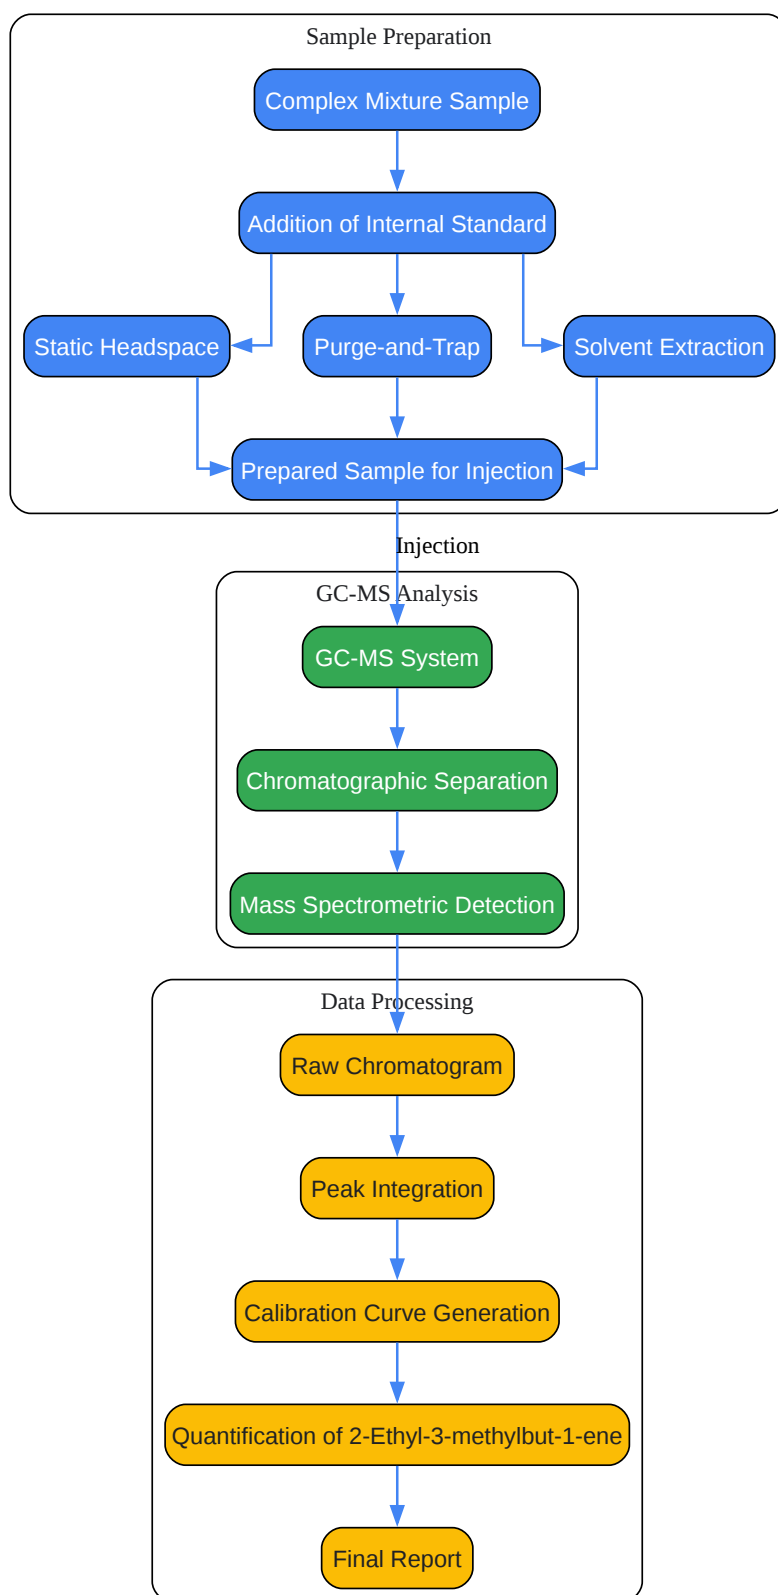 Sample Preparation
Complex Mixture Sample
Addition of Internal Standard
Static Headspace
Purge-and-Trap
Solvent Extraction
Prepared Sample for Injection
Injection
GC-MS Analysis
GC-MS System
Chromatographic Separation
Mass Spectrometric Detection
Data Processing
Raw Chromatogram
Peak Integration
Calibration Curve Generation
Quantification of 2-Ethyl-3-methylbut-1-ene
Final Report